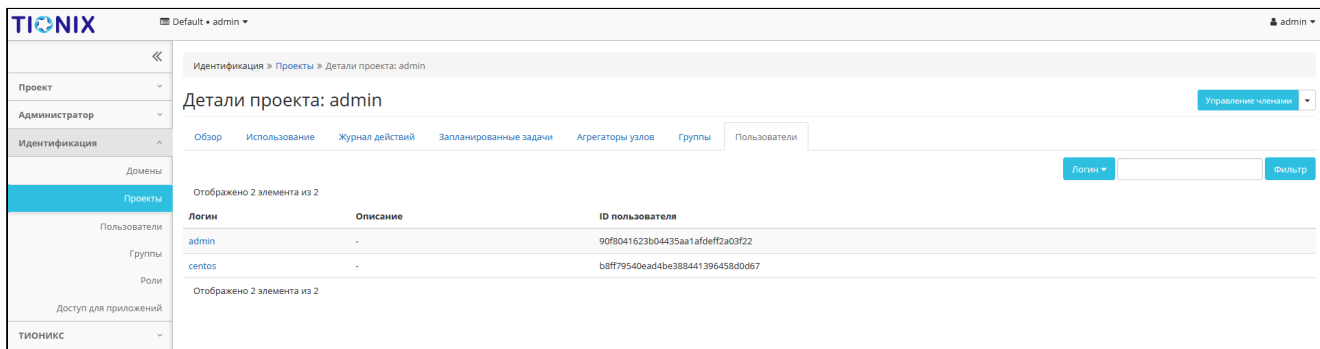 TIONIX
Default • admin
admin
Идентификация » Проекты » Детали проекта: admin
Проект
Администратор
Идентификация
Домены
Проекты
Пользователи
Группы
Роли
Доступ для приложений
ТИОНИКС
Детали проекта: admin
Управление членами
Обзор Использование Журнал действий Запланированные задачи Агрегаторы узлов Группы Пользователи
Логин Фильтр
Отображено 2 элемента из 2
Логин Описание ID пользователя
admin - 90f8041623b04435aa1afdeff2a03f22
centos - b8ff79540ead4be388441396458d0d67
Отображено 2 элемента из 2